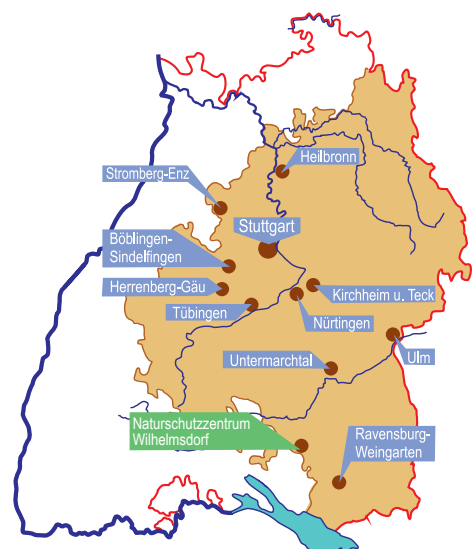 Heilbronn
Stromberg-Enz
Stuttgart
Böblingen-
Sindelfingen
Herrenberg-Gäu
Kirchheim u. Teck
Tübingen
Nürtingen
Untermarchtal
Ulm
Naturschutzzentrum
Wilhelmsdorf
Ravensburg-
Weingarten